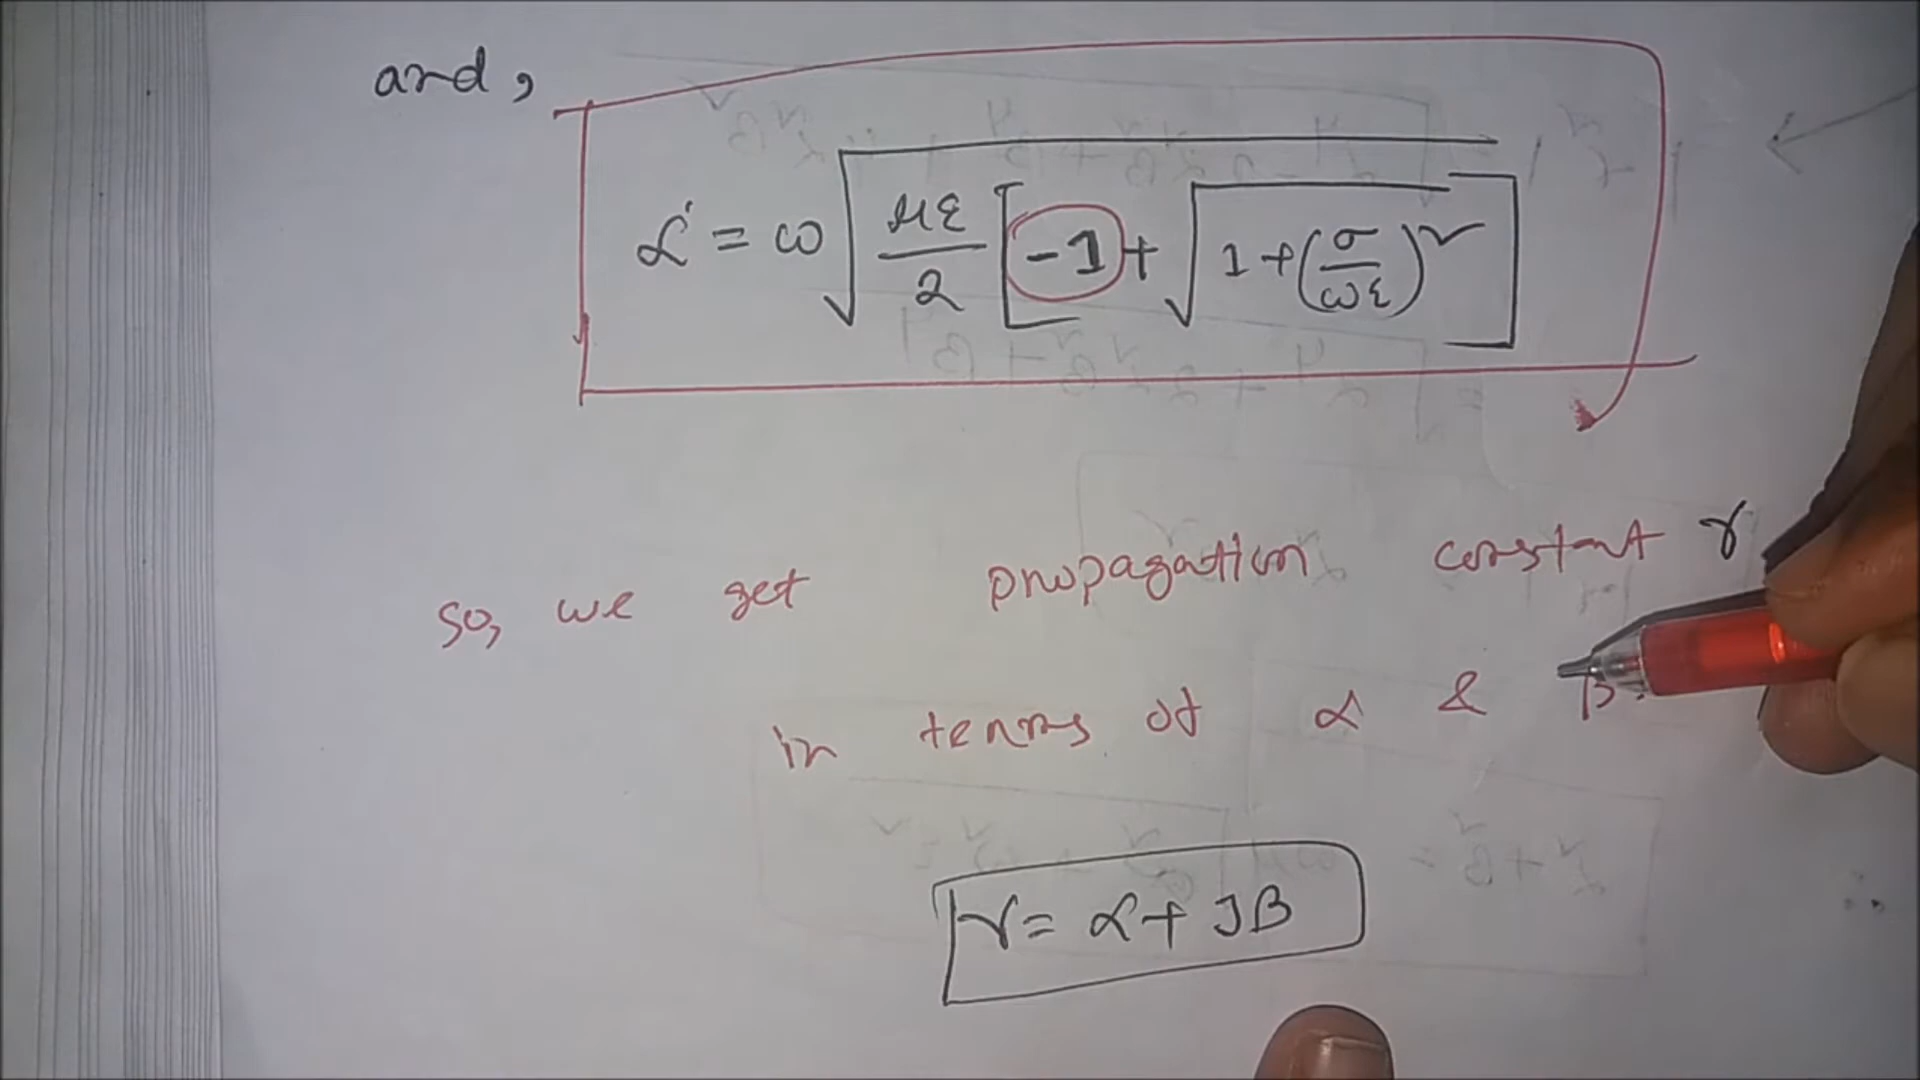 and,
α = ω √(με/2 [-1 + √(1 + (σ/ωε)²)])
so, we get propagation constant γ
in terms of α & β.
γ = α + jβ